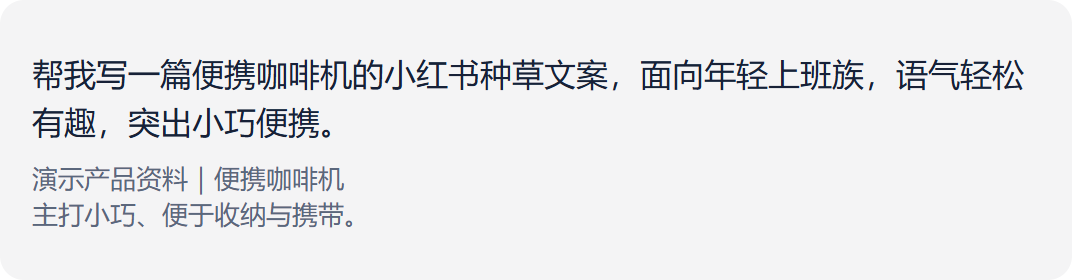 帮我写一篇便携咖啡机的小红书种草文案，面向年轻上班族，语气轻松
有趣，突出小巧便携。
演示产品资料｜便携咖啡机
主打小巧、便于收纳与携带。